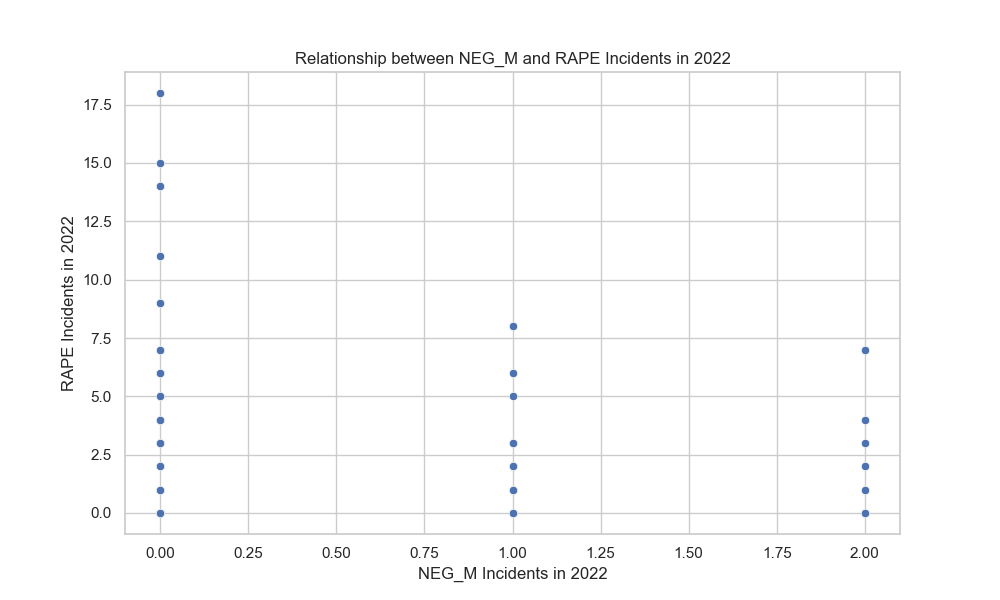 Relationship between NEG_M and RAPE Incidents in 2022
RAPE Incidents in 2022
17.5
15.0
12.5
10.0
7.5
5.0
2.5
0.0
0.00 0.25 0.50 0.75 1.00 1.25 1.50 1.75 2.00
NEG_M Incidents in 2022